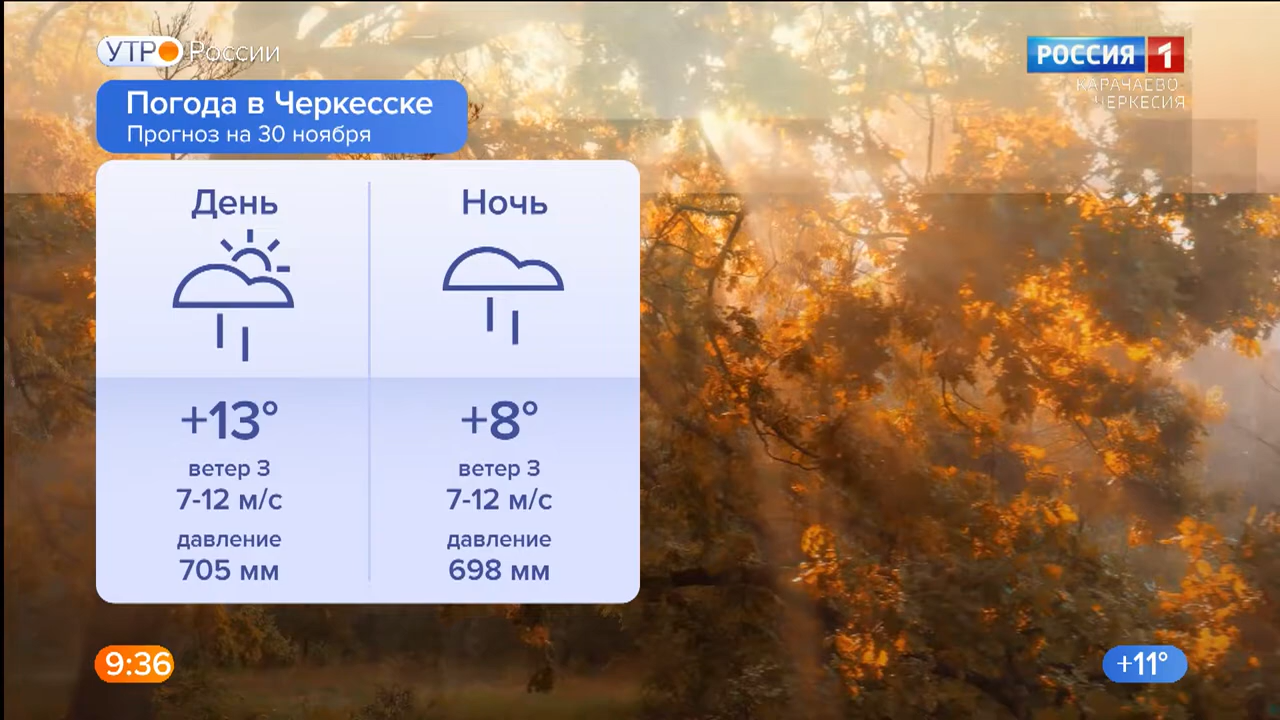 УТРО России
РОССИЯ 1
КАРАЧАЕВО-
ЧЕРКЕСИЯ
Погода в Черкесске
Прогноз на 30 ноября
День
Ночь
+13°
+8°
ветер З
ветер З
7-12 м/с
7-12 м/с
давление
давление
705 мм
698 мм
9:36
+11°